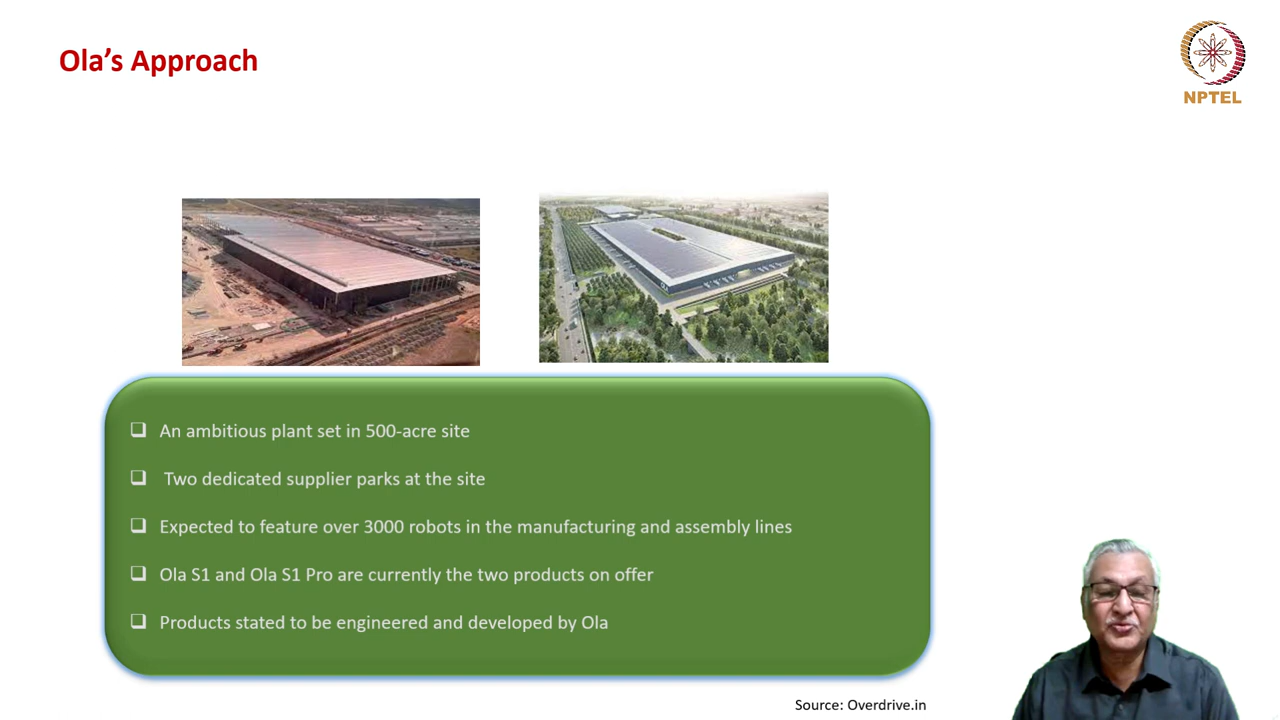 Ola's Approach
NPTEL
❑ An ambitious plant set in 500-acre site
❑ Two dedicated supplier parks at the site
❑ Expected to feature over 3000 robots in the manufacturing and assembly lines
❑ Ola S1 and Ola S1 Pro are currently the two products on offer
❑ Products stated to be engineered and developed by Ola
Source: Overdrive.in